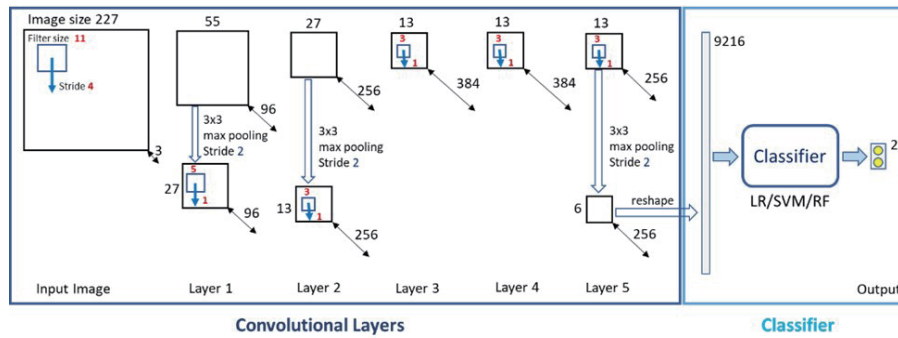 Image size 227
Filter size 11
Stride 4
3
Input Image
55
96
3x3
max pooling
Stride 2
27
5
1
96
Layer 1
27
256
3x3
max pooling
Stride 2
13
3
1
256
Layer 2
13
3
1
384
Layer 3
13
3
1
384
Layer 4
13
3
1
256
3x3
max pooling
Stride 2
6
256
reshape
Layer 5
9216
Classifier
LR/SVM/RF
2
Output
Convolutional Layers
Classifier